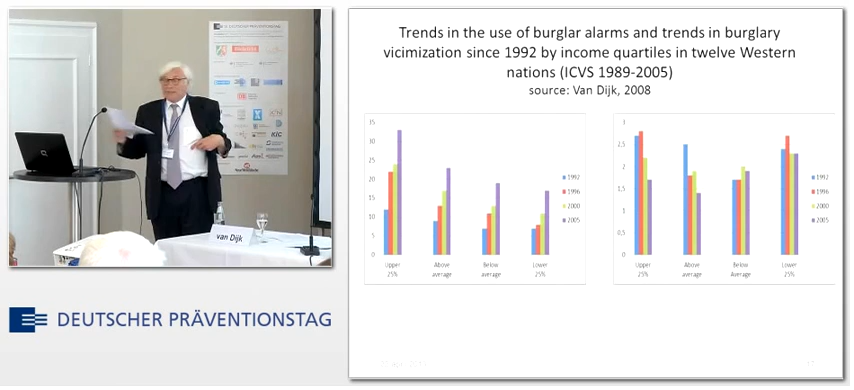 Trends in the use of burglar alarms and trends in burglary
vicimization since 1992 by income quartiles in twelve Western
nations (ICVS 1989-2005)
source: Van Dijk, 2008
35
30
25
20
15
10
5
0
Upper
25%
Above
average
Below
average
Lower
25%
1992
1996
2000
2005
3
2,5
2
1,5
1
0,5
0
Upper
25%
Above
average
Below
Average
Lower
25%
1992
1996
2000
2005
DEUTSCHER PRÄVENTIONSTAG
van Dijk
KIC
DEUTSCHER PRÄVENTIONSTAG